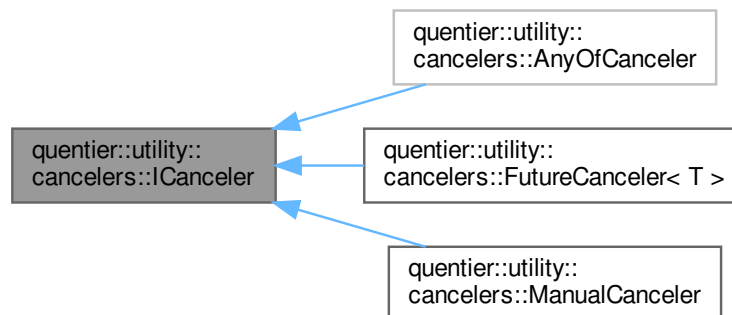 quentier::utility::
cancelers::AnyOfCanceler
quentier::utility::
cancelers::ICanceler
quentier::utility::
cancelers::FutureCanceler< T >
quentier::utility::
cancelers::ManualCanceler